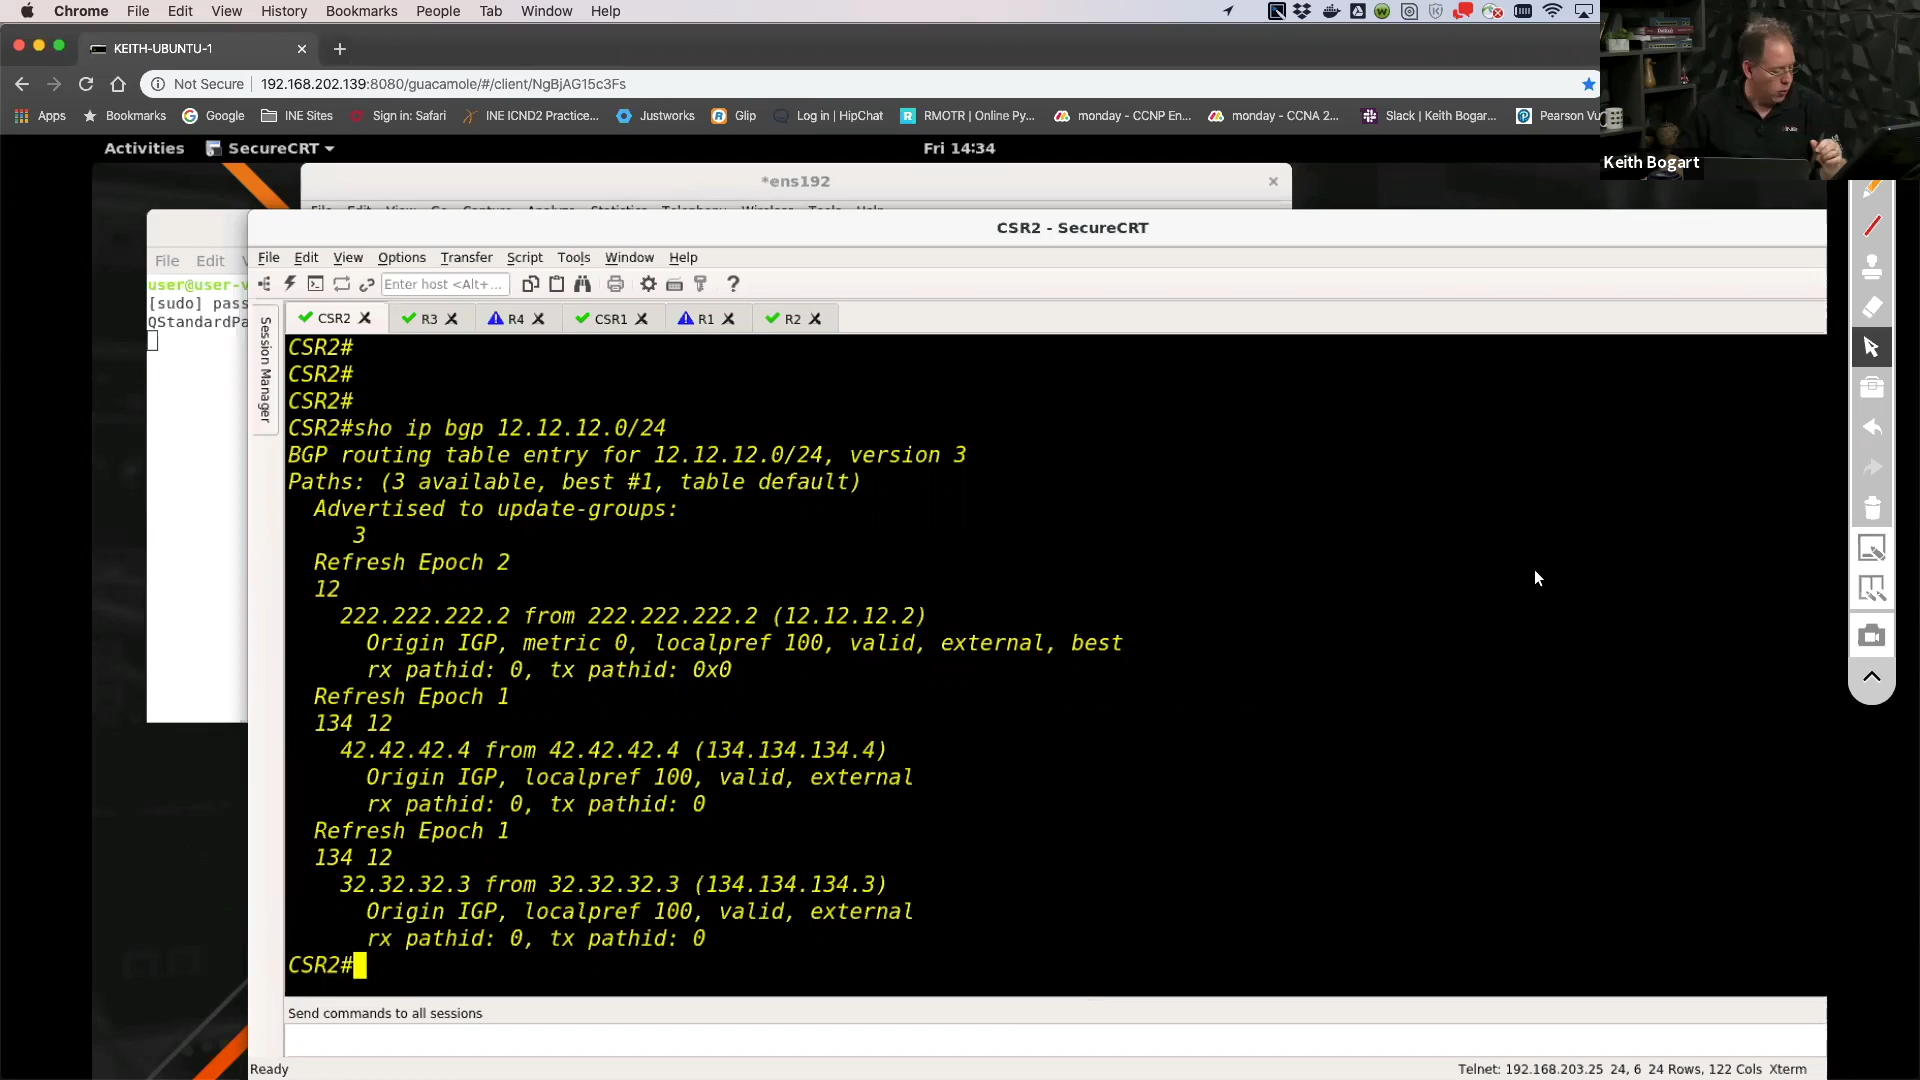 Chrome File Edit View History Bookmarks People Tab Window Help
KEITH-UBUNTU-1
Not Secure 192.168.202.139:8080/guacamole/#/client/NgBjAG15c3Fs
Apps Bookmarks Google INE Sites Sign in: Safari INE ICND2 Practice... Justworks Glip Log in | HipChat RMOTR | Online Py... monday - CCNP En... monday - CCNA 2... Slack | Keith Bogar... Pearson Vu
Keith Bogart
Activities SecureCRT Fri 14:34
*ens192
CSR2 - SecureCRT
File Edit
user@user-v
[sudo] pass
QStandardPa
File Edit View Options Transfer Script Tools Window Help
Enter host <Alt+...
Session Manager
CSR2 R3 R4 CSR1 R1 R2
CSR2#
CSR2#
CSR2#
CSR2#sho ip bgp 12.12.12.0/24
BGP routing table entry for 12.12.12.0/24, version 3
Paths: (3 available, best #1, table default)
Advertised to update-groups:
3
Refresh Epoch 2
12
222.222.222.2 from 222.222.222.2 (12.12.12.2)
Origin IGP, metric 0, localpref 100, valid, external, best
rx pathid: 0, tx pathid: 0x0
Refresh Epoch 1
134 12
42.42.42.4 from 42.42.42.4 (134.134.134.4)
Origin IGP, localpref 100, valid, external
rx pathid: 0, tx pathid: 0
Refresh Epoch 1
134 12
32.32.32.3 from 32.32.32.3 (134.134.134.3)
Origin IGP, localpref 100, valid, external
rx pathid: 0, tx pathid: 0
CSR2#
Send commands to all sessions
Ready Telnet: 192.168.203.25 24, 6 24 Rows, 122 Cols Xterm